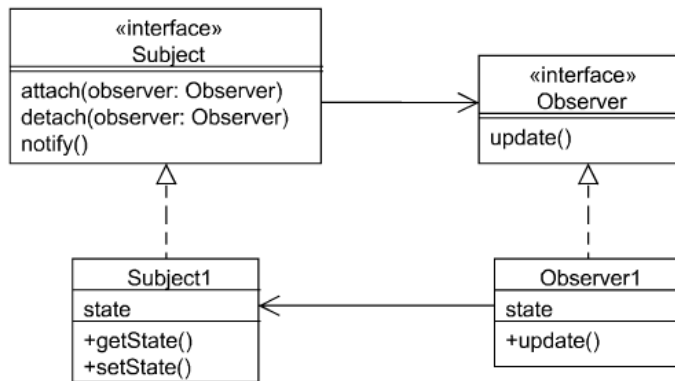 «interface»
Subject
attach(observer: Observer)
detach(observer: Observer)
notify()
«interface»
Observer
update()
Subject1
state
+getState()
+setState()
Observer1
state
+update()